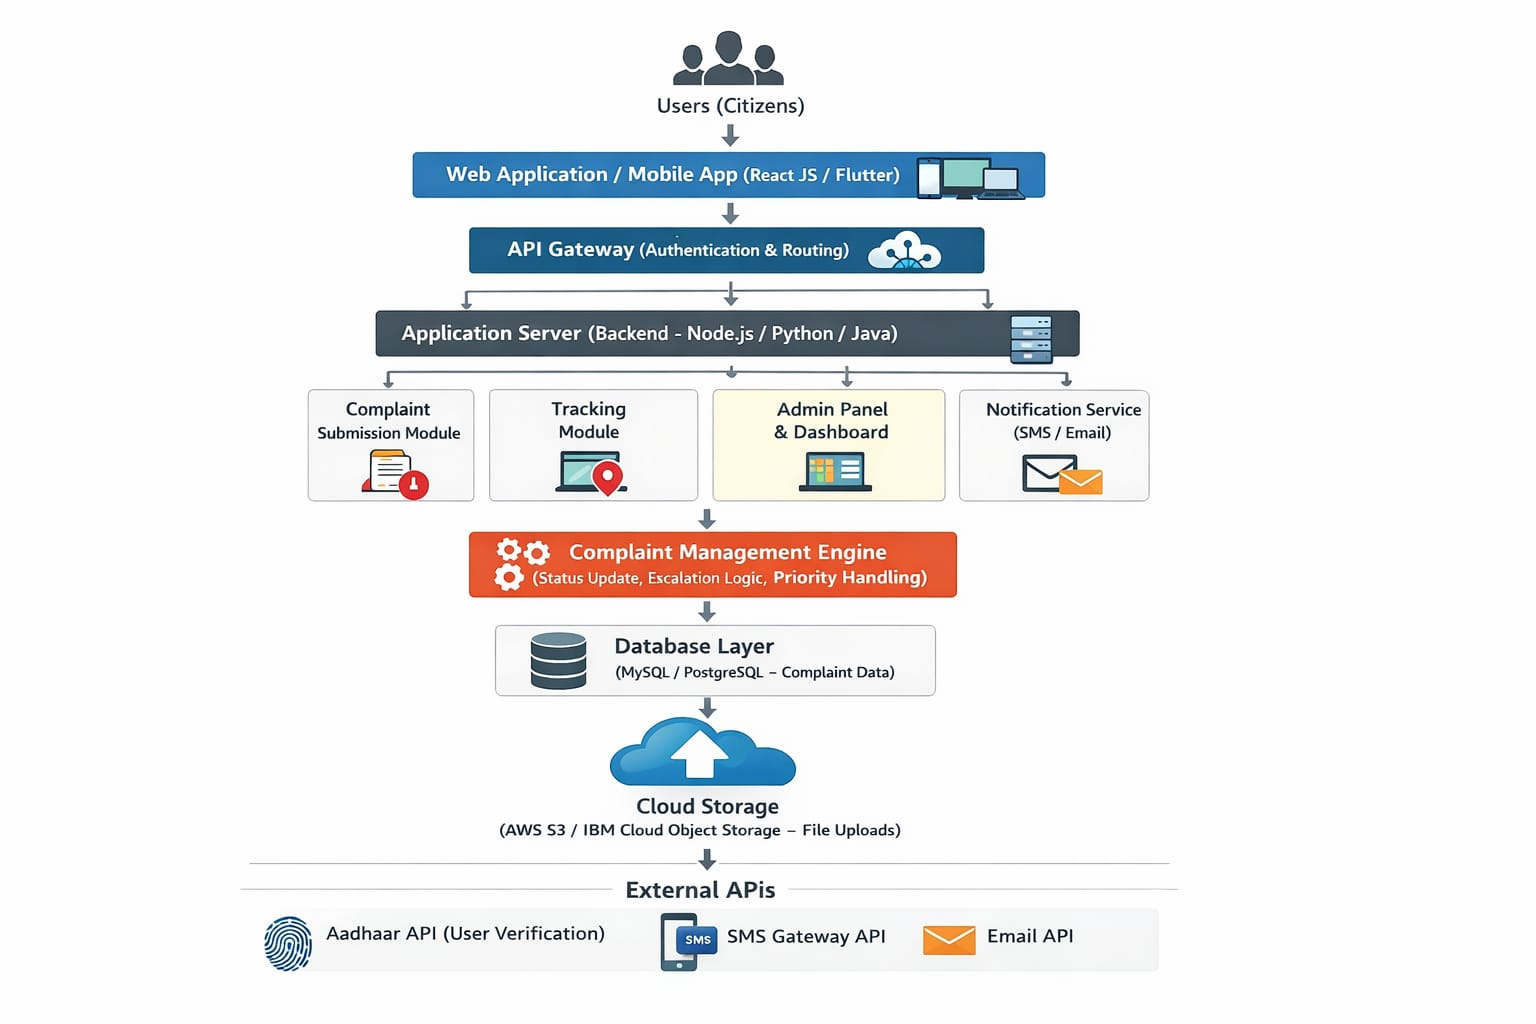 Users (Citizens)
Web Application / Mobile App (React JS / Flutter)
API Gateway (Authentication & Routing)
Application Server (Backend - Node.js / Python / Java)
Complaint
Submission Module
Tracking
Module
Admin Panel
& Dashboard
Notification Service
(SMS / Email)
Complaint Management Engine
(Status Update, Escalation Logic, Priority Handling)
Database Layer
(MySQL / PostgreSQL – Complaint Data)
Cloud Storage
(AWS S3 / IBM Cloud Object Storage – File Uploads)
External APis
Aadhaar API (User Verification)
SMS
SMS Gateway API
Email API